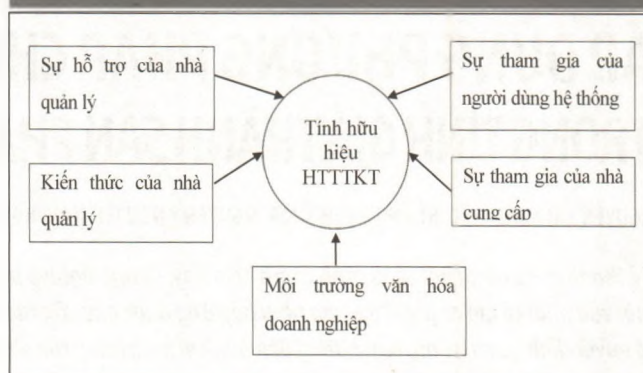 Sự hỗ trợ của nhà
quản lý
Sự tham gia của
người dùng hệ thống
Tính hữu
hiệu
HTTTKT
Kiến thức của nhà
quản lý
Sự tham gia của nhà
cung cấp
Môi trường văn hóa
doanh nghiệp